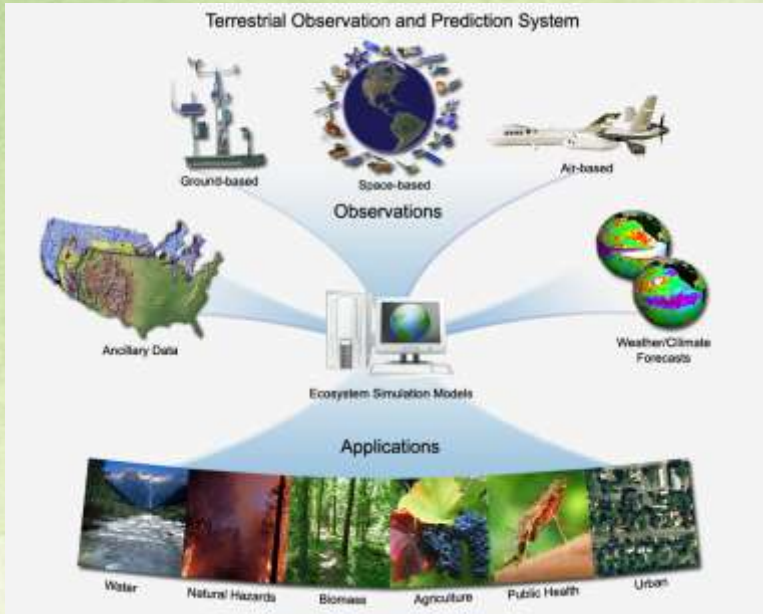 Terrestrial Observation and Prediction System
Ground-based
Space-based
Air-based
Observations
Ancillary Data
Weather/Climate
Forecasts
Ecosystem Simulation Models
Applications
Water
Natural Hazards
Biomass
Agriculture
Public Health
Urban